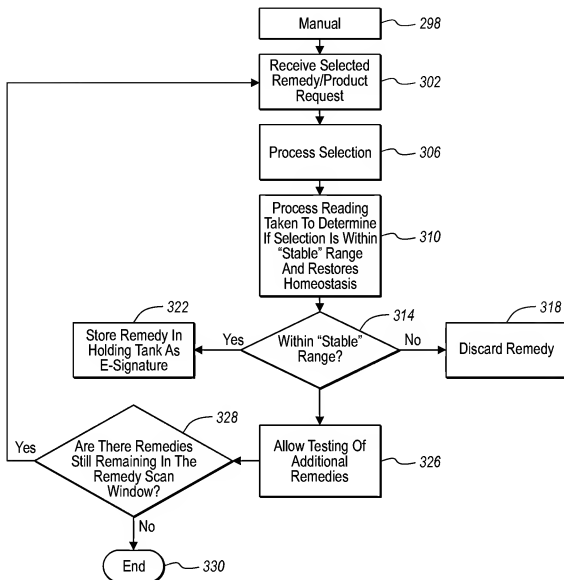 Manual
298
Receive Selected
Remedy/Product
Request
302
Process Selection
306
Process Reading
Taken To Determine
If Selection Is Within
“Stable” Range
And Restores
Homeostasis
310
322
Store Remedy In
Holding Tank As
E-Signature
Yes
Within “Stable”
Range?
314
No
318
Discard Remedy
Yes
Are There Remedies
Still Remaining In The
Remedy Scan
Window?
328
Allow Testing Of
Additional
Remedies
326
No
End
330